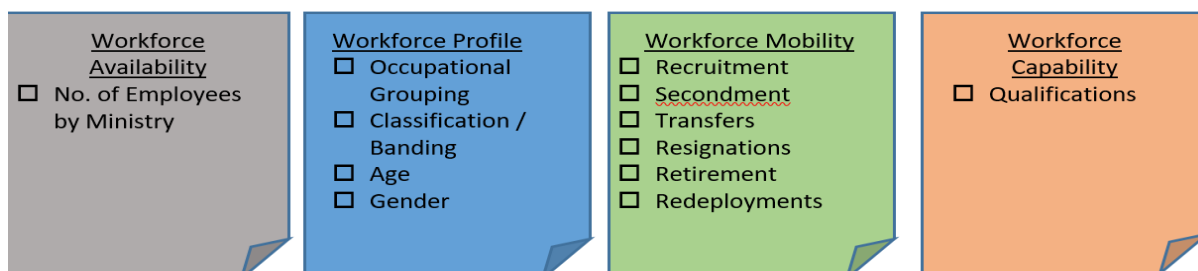 Workforce
Availability
No. of Employees
by Ministry
Workforce Profile
Occupational
Grouping
Classification /
Banding
Age
Gender
Workforce Mobility
Recruitment
Secondment
Transfers
Resignations
Retirement
Redeployments
Workforce
Capability
Qualifications